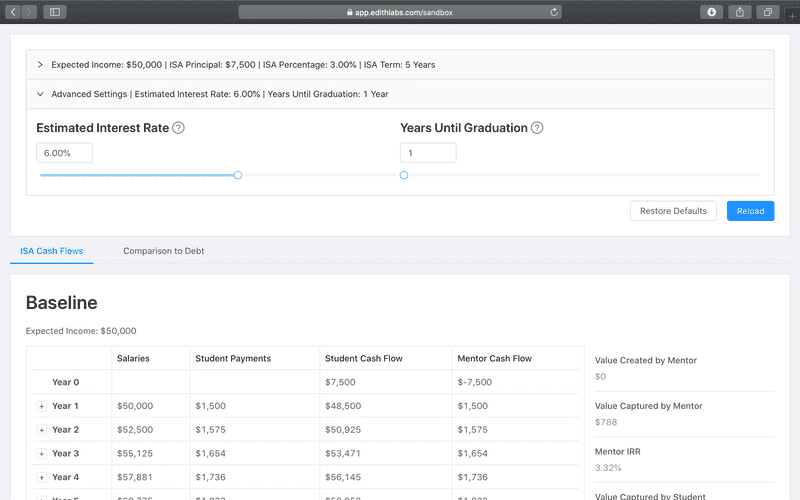 app.edithlabs.com/sandbox
Expected Income: $50,000 | ISA Principal: $7,500 | ISA Percentage: 3.00% | ISA Term: 5 Years
Advanced Settings | Estimated Interest Rate: 6.00% | Years Until Graduation: 1 Year
Estimated Interest Rate ? Years Until Graduation ?
6.00% 1
Restore Defaults Reload
ISA Cash Flows Comparison to Debt
Baseline
Expected Income: $50,000
Salaries Student Payments Student Cash Flow Mentor Cash Flow
Year 0 $7,500 $-7,500
+ Year 1 $50,000 $1,500 $48,500 $1,500
+ Year 2 $52,500 $1,575 $50,925 $1,575
+ Year 3 $55,125 $1,654 $53,471 $1,654
+ Year 4 $57,881 $1,736 $56,145 $1,736
Value Created by Mentor
$0
Value Captured by Mentor
$788
Mentor IRR
3.32%
Value Captured by Student